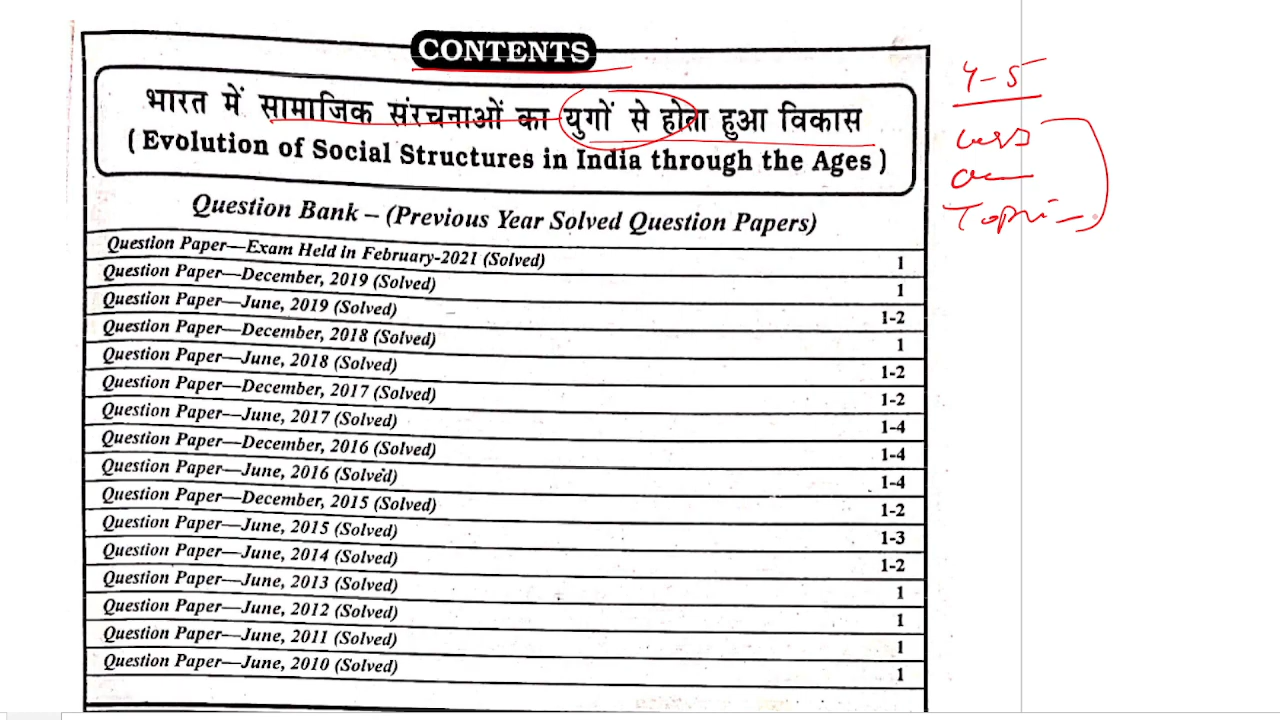 CONTENTS
भारत में सामाजिक संरचनाओं का युगों से होता हुआ विकास
( Evolution of Social Structures in India through the Ages )
Question Bank – (Previous Year Solved Question Papers)
Question Paper—Exam Held in February-2021 (Solved) 1
Question Paper—December, 2019 (Solved) 1
Question Paper—June, 2019 (Solved) 1-2
Question Paper—December, 2018 (Solved) 1
Question Paper—June, 2018 (Solved) 1-2
Question Paper—December, 2017 (Solved) 1-2
Question Paper—June, 2017 (Solved) 1-4
Question Paper—December, 2016 (Solved) 1-4
Question Paper—June, 2016 (Solved) 1-4
Question Paper—December, 2015 (Solved) 1-2
Question Paper—June, 2015 (Solved) 1-3
Question Paper—June, 2014 (Solved) 1-2
Question Paper—June, 2013 (Solved) 1
Question Paper—June, 2012 (Solved) 1
Question Paper—June, 2011 (Solved) 1
Question Paper—June, 2010 (Solved) 1
4-5